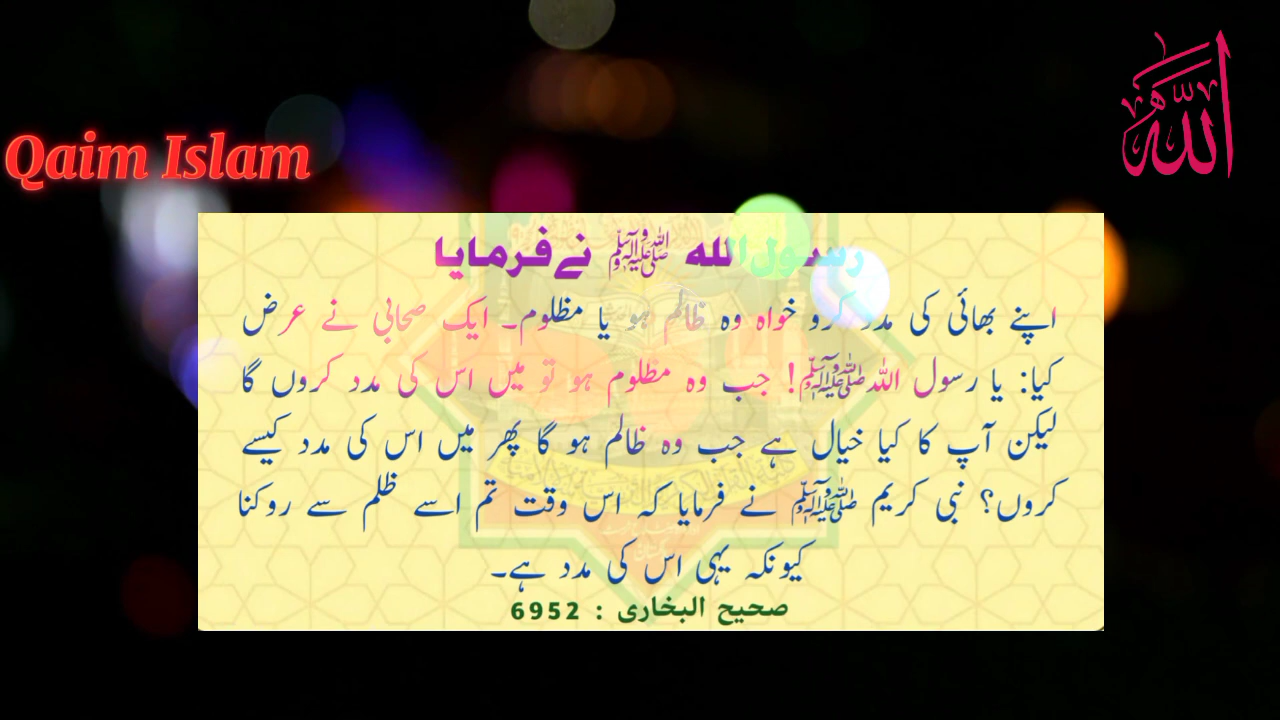 الله
Qaim Islam
رسول الله ﷺ نے فرمایا
اپنے بھائی کی مدد کرو خواہ وہ ظالم ہو یا مظلوم۔ ایک صحابی نے عرض
کیا: یا رسول اللہ ﷺ! جب وہ مظلوم ہو تو میں اس کی مدد کروں گا
لیکن آپ کا کیا خیال ہے جب وہ ظالم ہو گا پھر میں اس کی مدد کیسے
کروں؟ نبی کریم ﷺ نے فرمایا کہ اس وقت تم اسے ظلم سے روکنا
کیونکہ یہی اس کی مدد ہے۔
صحیح البخاری : 6952